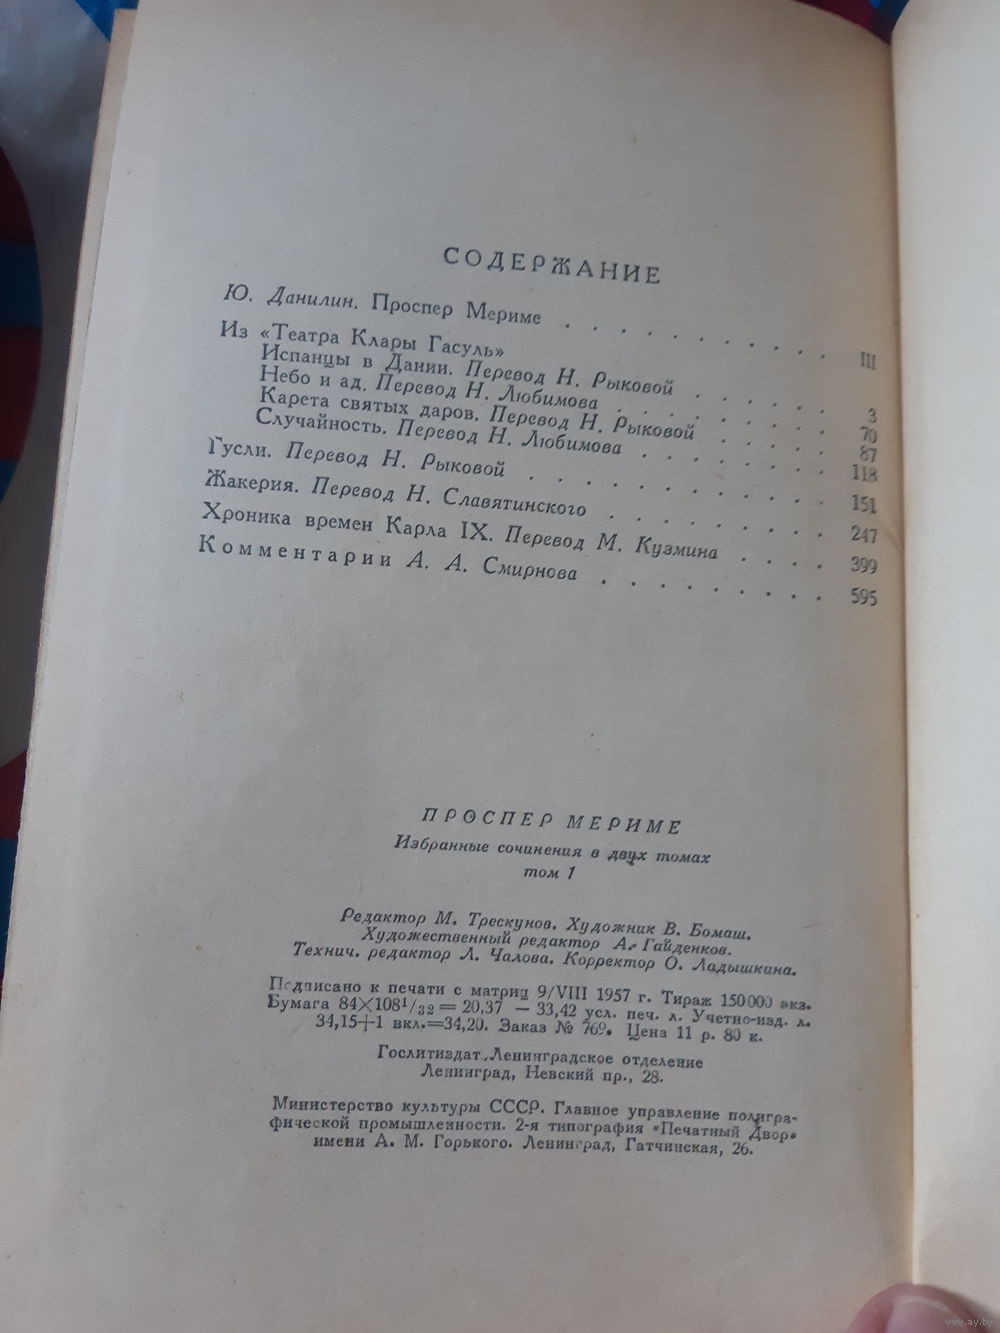 СОДЕРЖАНИЕ
Ю. Данилин. Проспер Мериме . . . . . . . . . . III
Из «Театра Клары Гасуль»
Испанцы в Дании. Перевод Н. Рыковой . . . . . . 3
Небо и ад. Перевод Н. Любимова . . . . . . . . 70
Карета святых даров. Перевод Н. Рыковой . . . . . 87
Случайность. Перевод Н. Любимова . . . . . . . 118
Гусли. Перевод Н. Рыковой . . . . . . . . . . . 151
Жакерия. Перевод Н. Славятинского . . . . . . . . 247
Хроника времен Карла IX. Перевод М. Кузмина . . . . 399
Комментарии А. А. Смирнова . . . . . . . . . 595
ПРОСПЕР МЕРИМЕ
Избранные сочинения в двух томах
том 1
Редактор М. Трескунов. Художник В. Бомаш.
Художественный редактор А. Гайденков.
Технич. редактор Л. Чалова. Корректор О. Ладышкина.
Подписано к печати с матриц 9/VIII 1957 г. Тираж 150 000 экз.
Бумага 84×108¹/₃₂ = 20,37 — 33,42 усл. печ. л. Учетно-изд. л.
34,15+1 вкл.=34,20. Заказ № 769. Цена 11 р. 80 к.
Гослитиздат, Ленинградское отделение
Ленинград, Невский пр., 28.
Министерство культуры СССР. Главное управление полигра-
фической промышленности. 2-я типография «Печатный Двор»
имени А. М. Горького. Ленинград, Гатчинская, 26.
www.ay.by